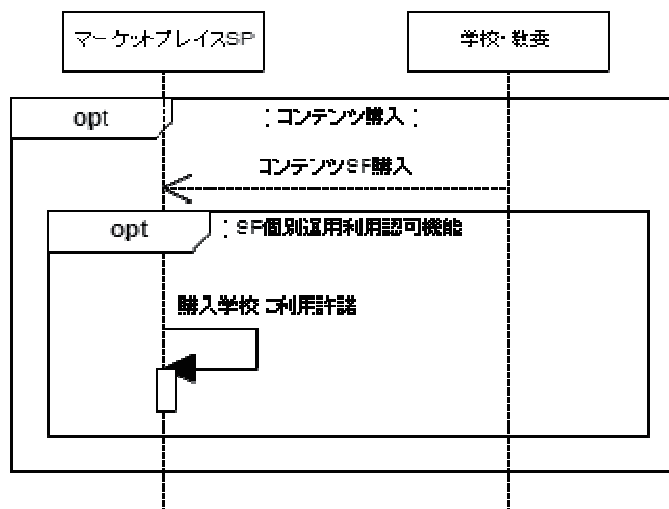 マーケットプレイスSP
学校・教委
opt
[コンテンツ購入]
コンテンツSP購入
opt
[SP個別運用利用認可機能
購入学校に利用許諾